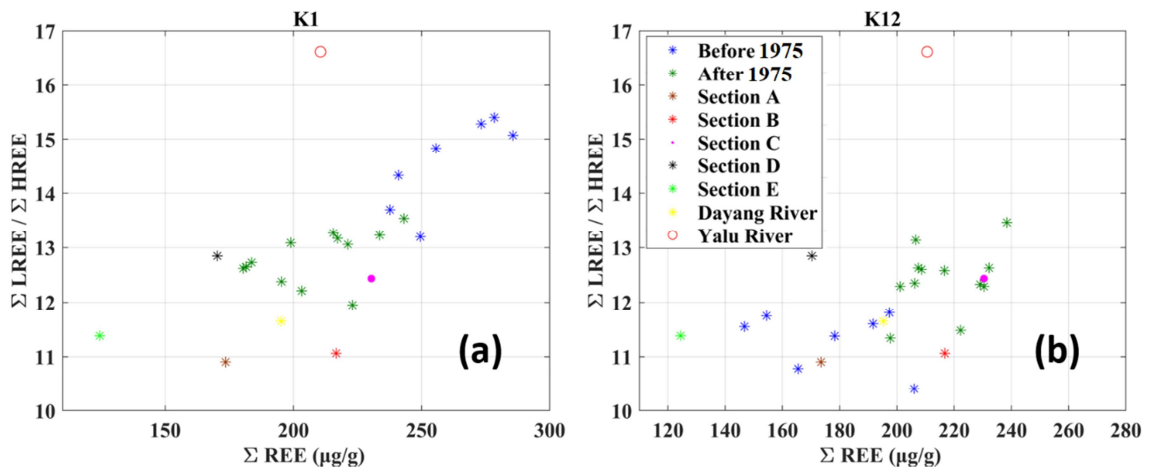 K1
17
16
15
14
13
12
11
10
Σ LREE / Σ HREE
150
200
250
300
Σ REE (μg/g)
(a)
K12
17
16
15
14
13
12
11
10
Σ LREE / Σ HREE
120
140
160
180
200
220
240
260
280
Σ REE (μg/g)
Before 1975
After 1975
Section A
Section B
Section C
Section D
Section E
Dayang River
Yalu River
(b)